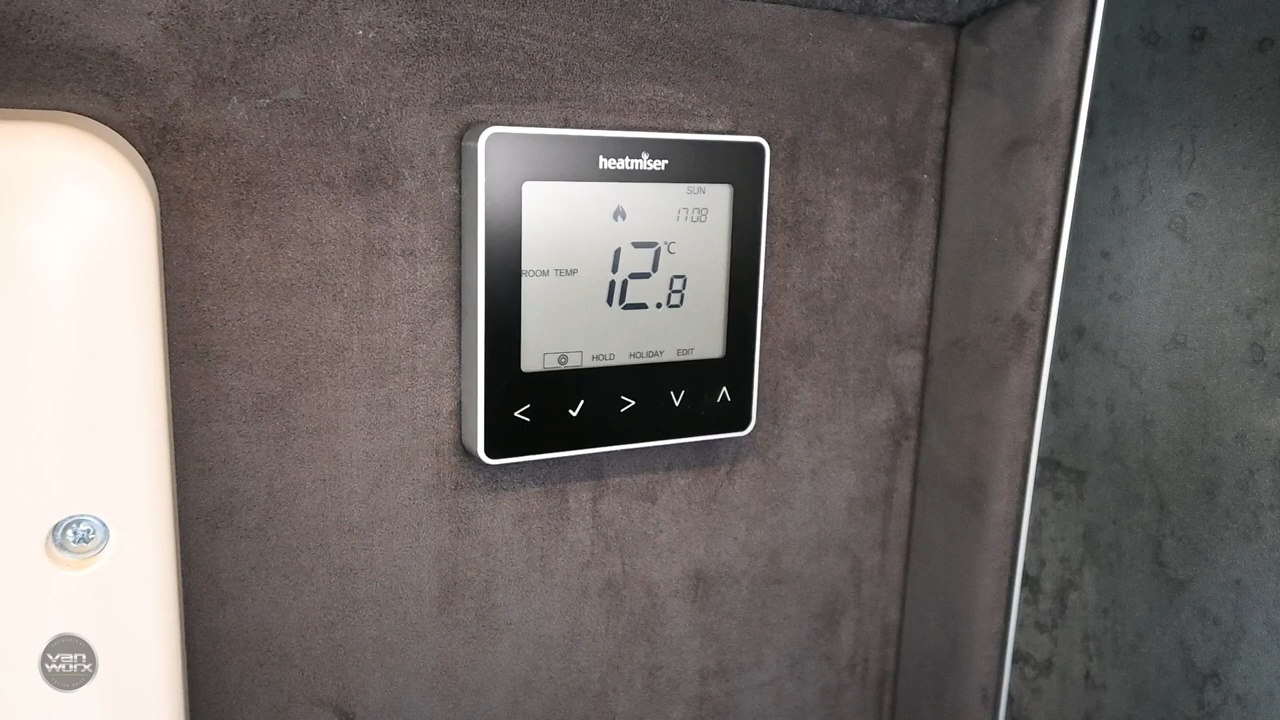 heatmiser
SUN
17:08
ROOM TEMP
12.8 °C
HOLD HOLIDAY EDIT
< ✓ > ∨ ∧
van
worx